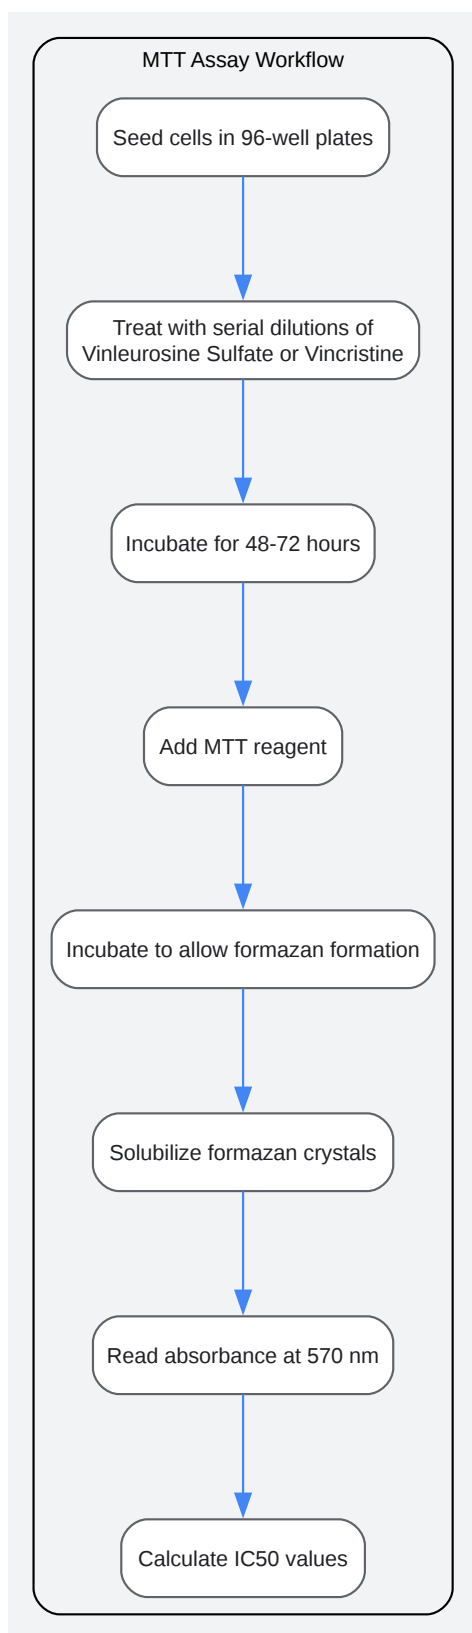 MTT Assay Workflow
Seed cells in 96-well plates
Treat with serial dilutions of
Vinleurosine Sulfate or Vincristine
Incubate for 48-72 hours
Add MTT reagent
Incubate to allow formazan formation
Solubilize formazan crystals
Read absorbance at 570 nm
Calculate IC50 values